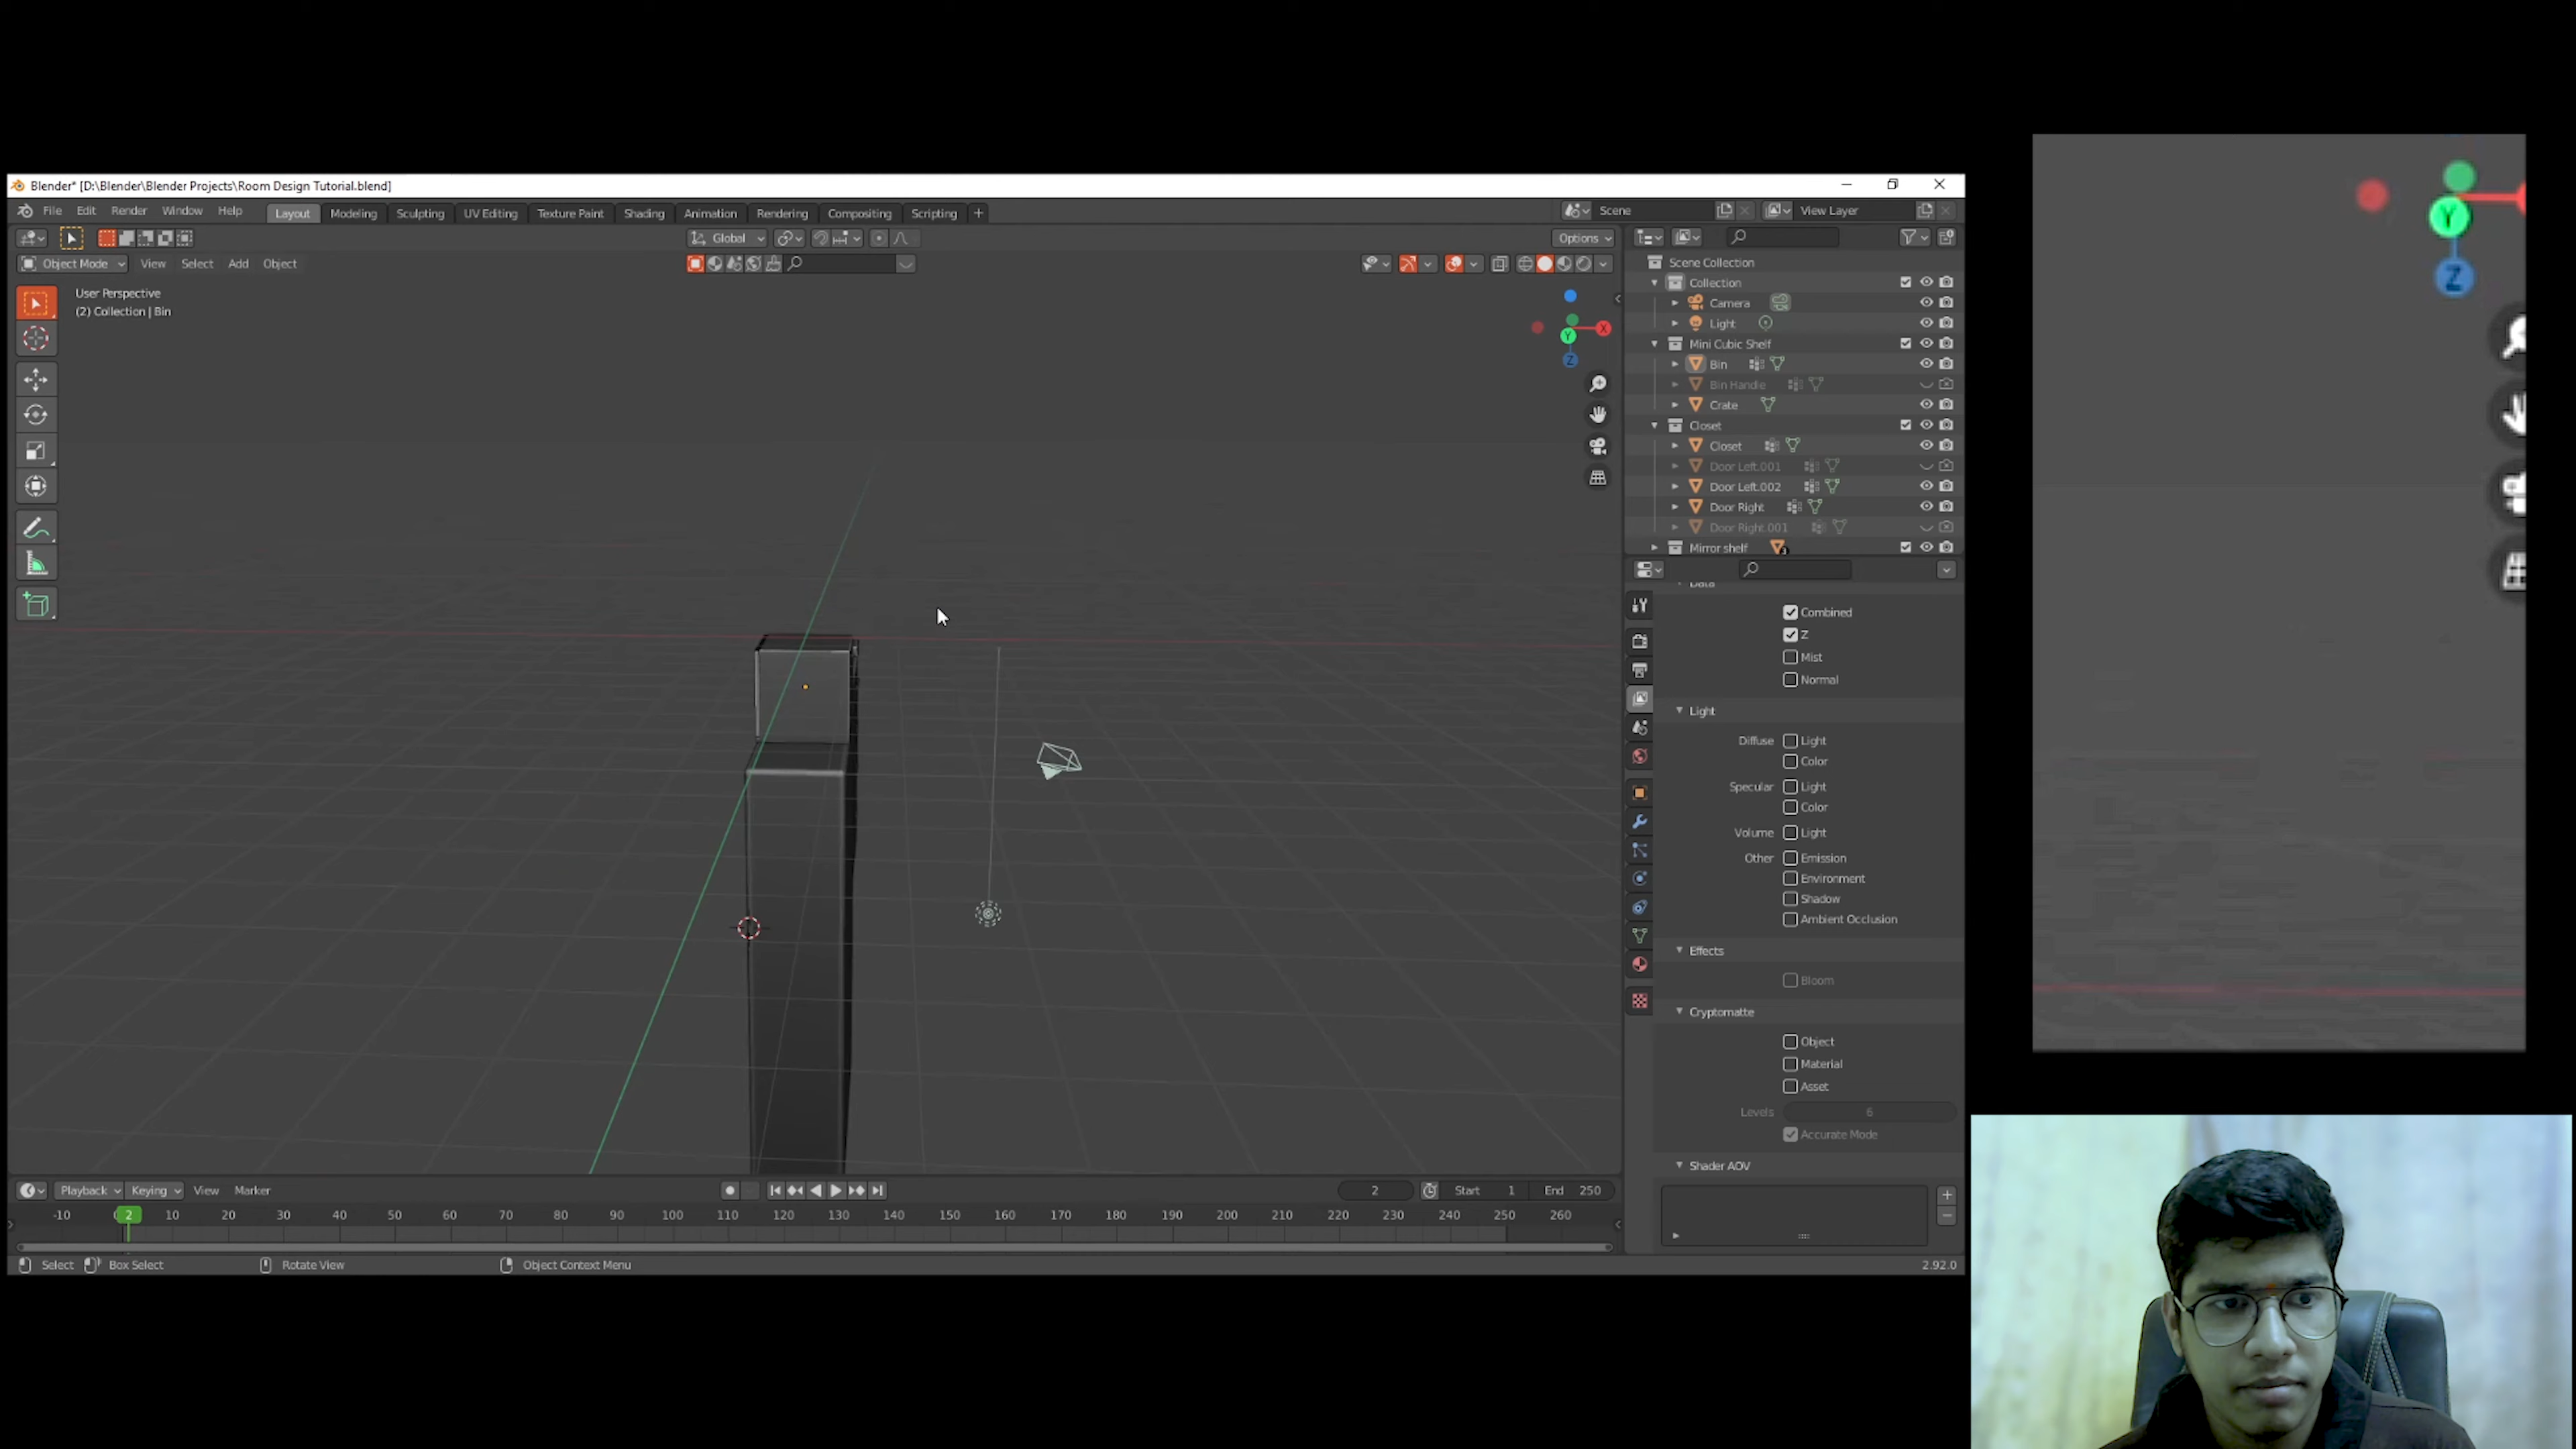 Blender* [D:\Blender\Blender Projects\Room Design Tutorial.blend]
File Edit Render Window Help Layout Modeling Sculpting UV Editing Texture Paint Shading Animation Rendering Compositing Scripting + Scene View Layer
Global Options
Object Mode View Select Add Object
User Perspective
(2) Collection | Bin
X
Y
Z
Scene Collection
Collection
Camera
Light
Mini Cubic Shelf
Bin
Bin Handle
Crate
Closet
Closet
Door Left.001
Door Left.002
Door Right
Door Right.001
Mirror shelf
Data
Combined
Z
Mist
Normal
Light
Diffuse Light
Color
Specular Light
Color
Volume Light
Other Emission
Environment
Shadow
Ambient Occlusion
Effects
Bloom
Cryptomatte
Object
Material
Asset
Levels 6
Accurate Mode
Shader AOV
Playback Keying View Marker 2 Start 1 End 250
-10 2 10 20 30 40 50 60 70 80 90 100 110 120 130 140 150 160 170 180 190 200 210 220 230 240 250 260
Select Box Select Rotate View Object Context Menu 2.92.0
Y
Z